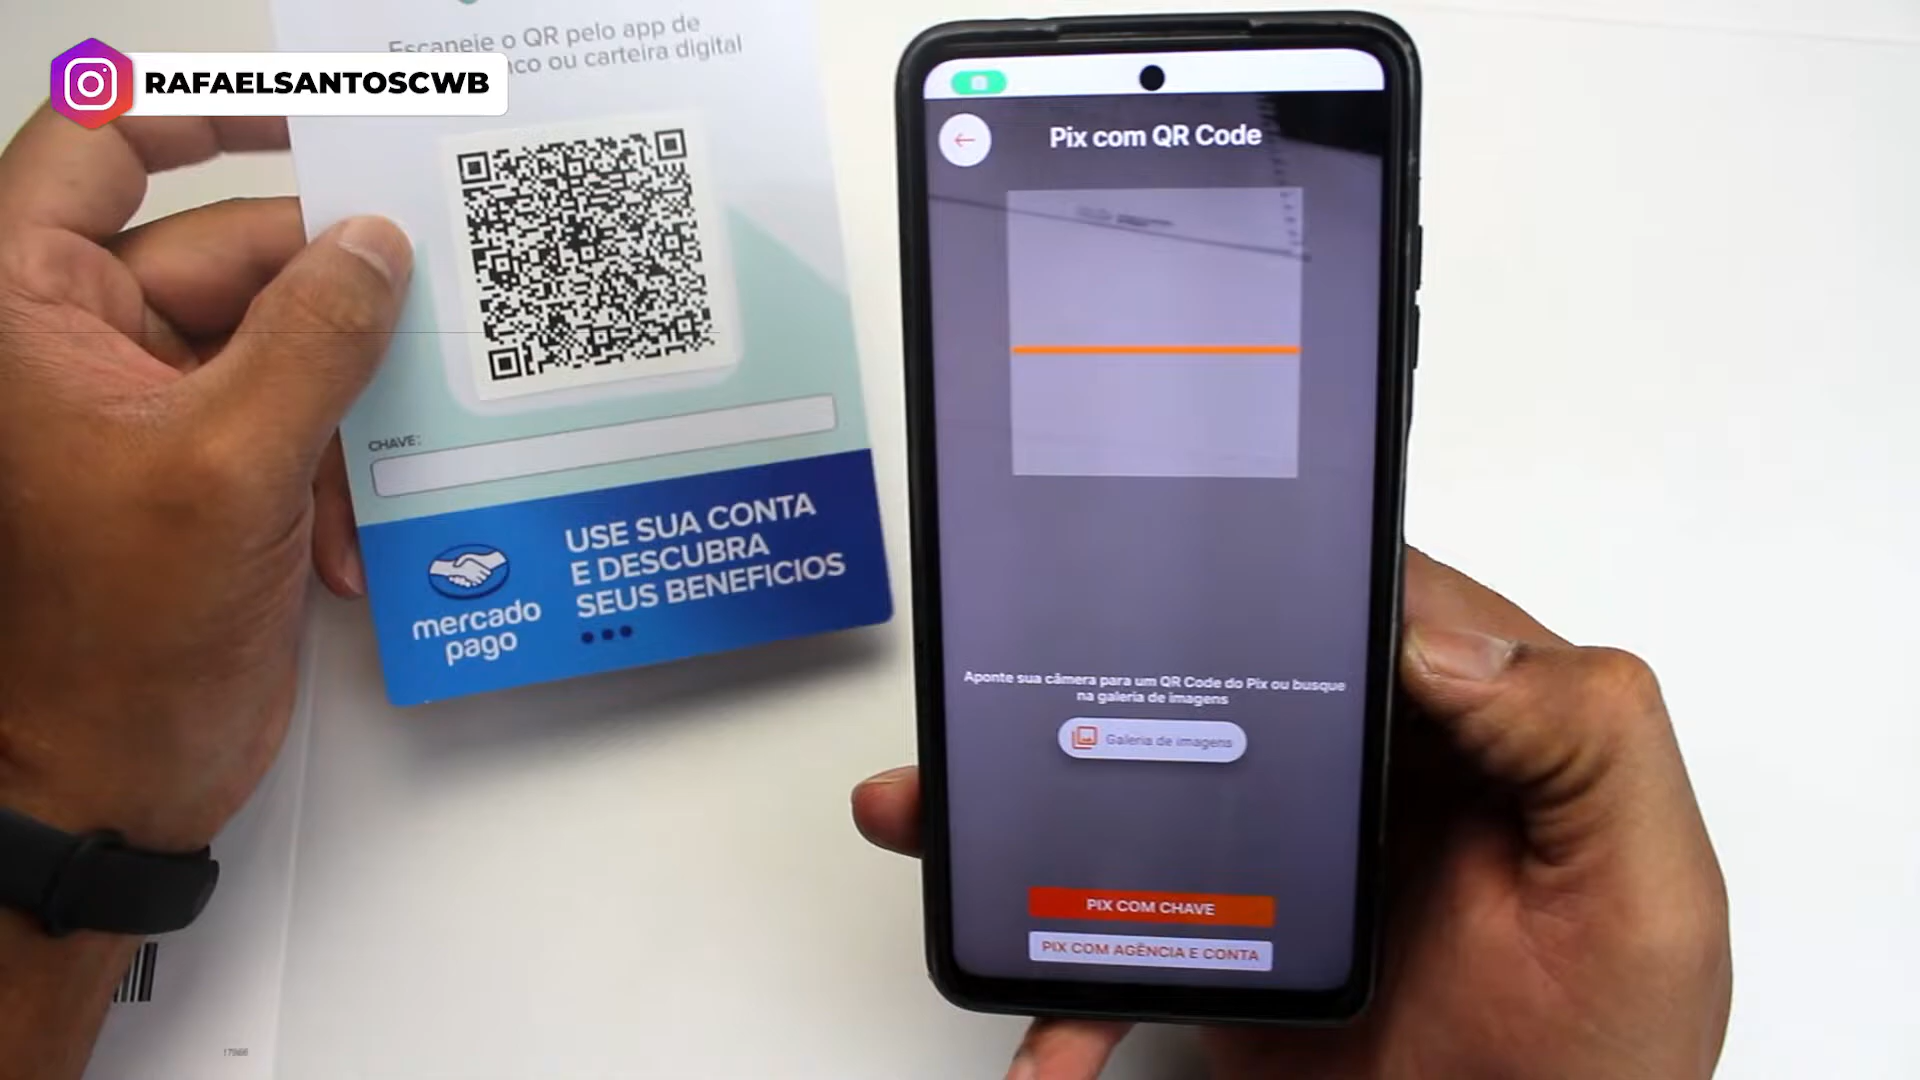 RAFAELSANTOSCWB
Escaneie o QR pelo app de
nco ou carteira digital
CHAVE:
mercado
pago
USE SUA CONTA
E DESCUBRA
SEUS BENEFICIOS
Pix com QR Code
Aponte sua câmera para um QR Code do Pix ou busque
na galeria de imagens
Galeria de imagens
PIX COM CHAVE
PIX COM AGÊNCIA E CONTA